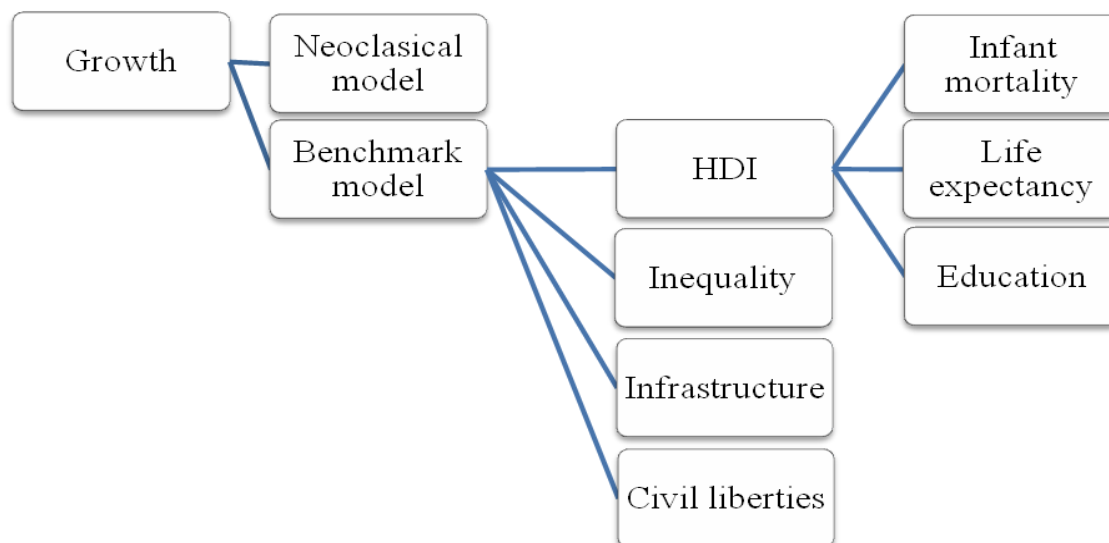 Growth
Neoclasical
model
Benchmark
model
HDI
Inequality
Infrastructure
Civil liberties
Infant
mortality
Life
expectancy
Education